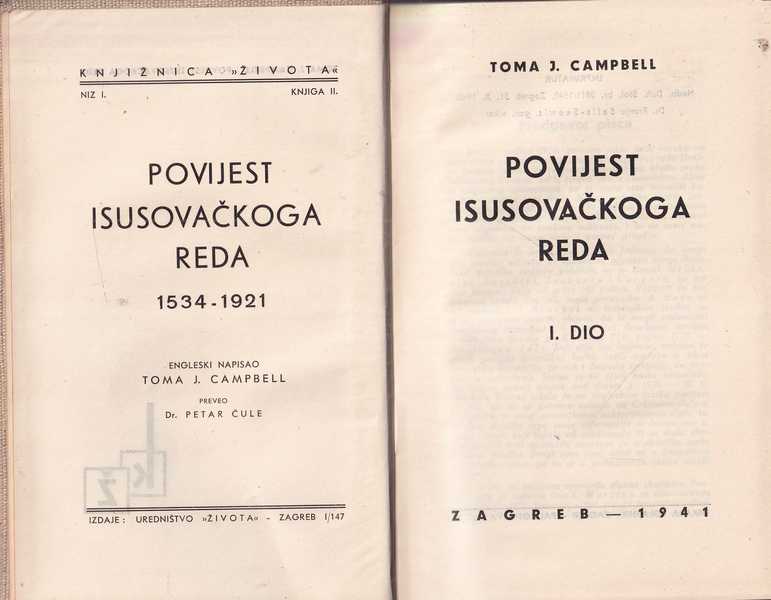 KNJIŽNICA »ŽIVOTA«
NIZ I. KNJIGA II.
POVIJEST
ISUSOVAČKOGA
REDA
1534-1921
ENGLESKI NAPISAO
TOMA J. CAMPBELL
PREVEO
Dr. PETAR ČULE
kž
IZDAJE: UREDNIŠTVO »ŽIVOTA« - ZAGREB I/147
TOMA J. CAMPBELL
POVIJEST
ISUSOVAČKOGA
REDA
I. DIO
ZAGREB — 1941